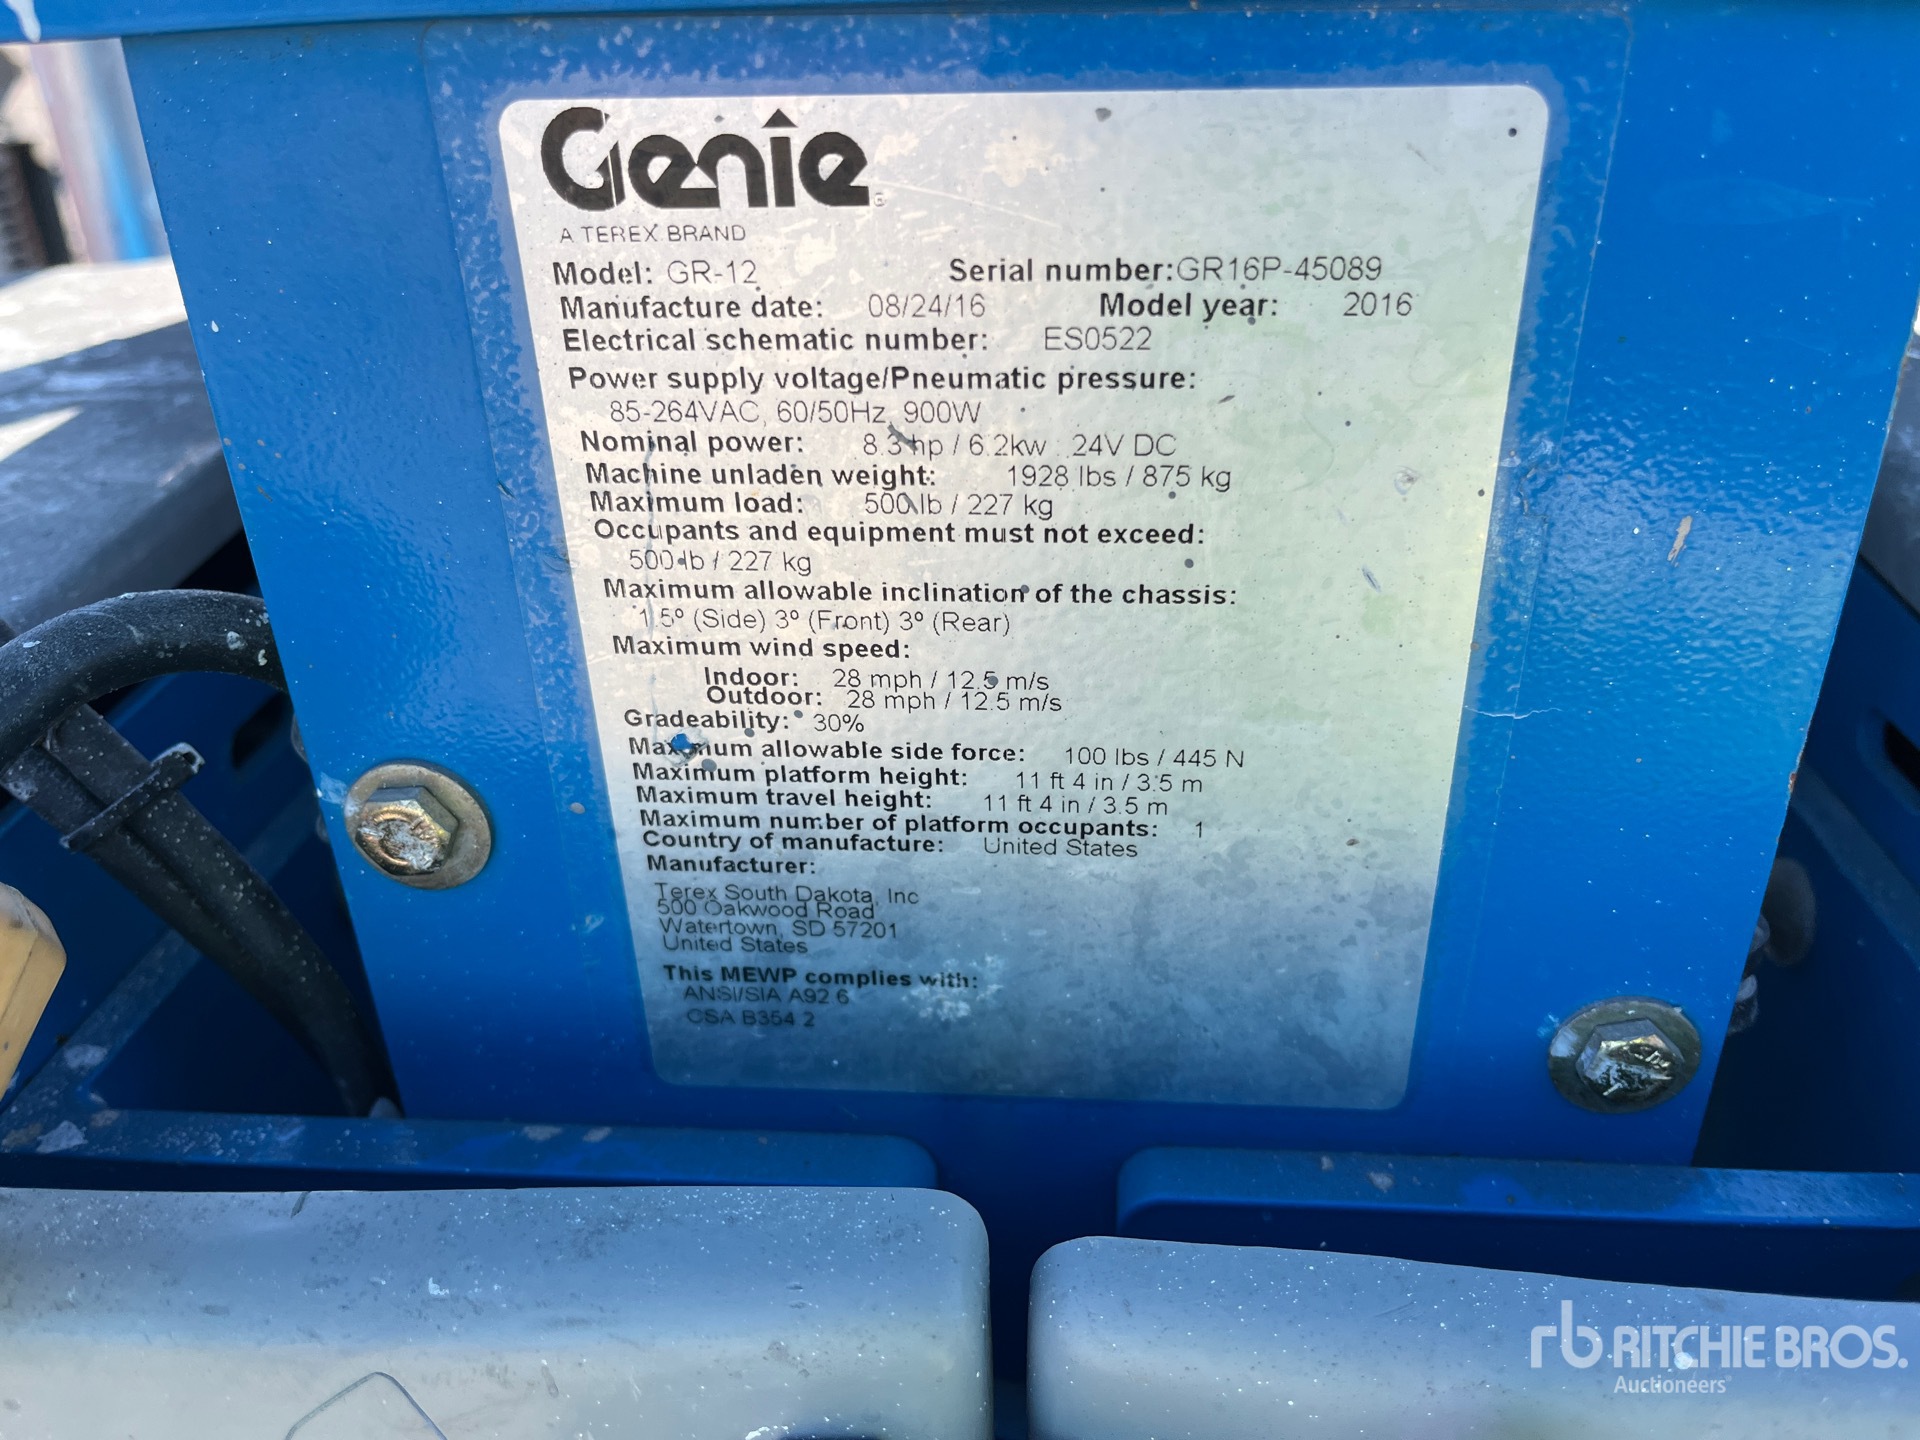 Genie
A TEREX BRAND
Model: GR-12 Serial number:GR16P-45089
Manufacture date: 08/24/16 Model year: 2016
Electrical schematic number: ES0522
Power supply voltage/Pneumatic pressure:
85-264VAC, 60/50Hz, 900W
Nominal power: 8.3 hp / 6.2kw 24V DC
Machine unladen weight: 1928 lbs / 875 kg
Maximum load: 500 lb / 227 kg
Occupants and equipment must not exceed:
500 lb / 227 kg
Maximum allowable inclination of the chassis:
1.5º (Side) 3º (Front) 3º (Rear)
Maximum wind speed:
Indoor: 28 mph / 12.5 m/s
Outdoor: 28 mph / 12.5 m/s
Gradeability: 30%
Maximum allowable side force: 100 lbs / 445 N
Maximum platform height: 11 ft 4 in / 3.5 m
Maximum travel height: 11 ft 4 in / 3.5 m
Maximum number of platform occupants: 1
Country of manufacture: United States
Manufacturer:
Terex South Dakota, Inc
500 Oakwood Road
Watertown, SD 57201
United States
This MEWP complies with:
ANSI/SIA A92.6
CSA B354.2
rb RITCHIE BROS.
Auctioneers